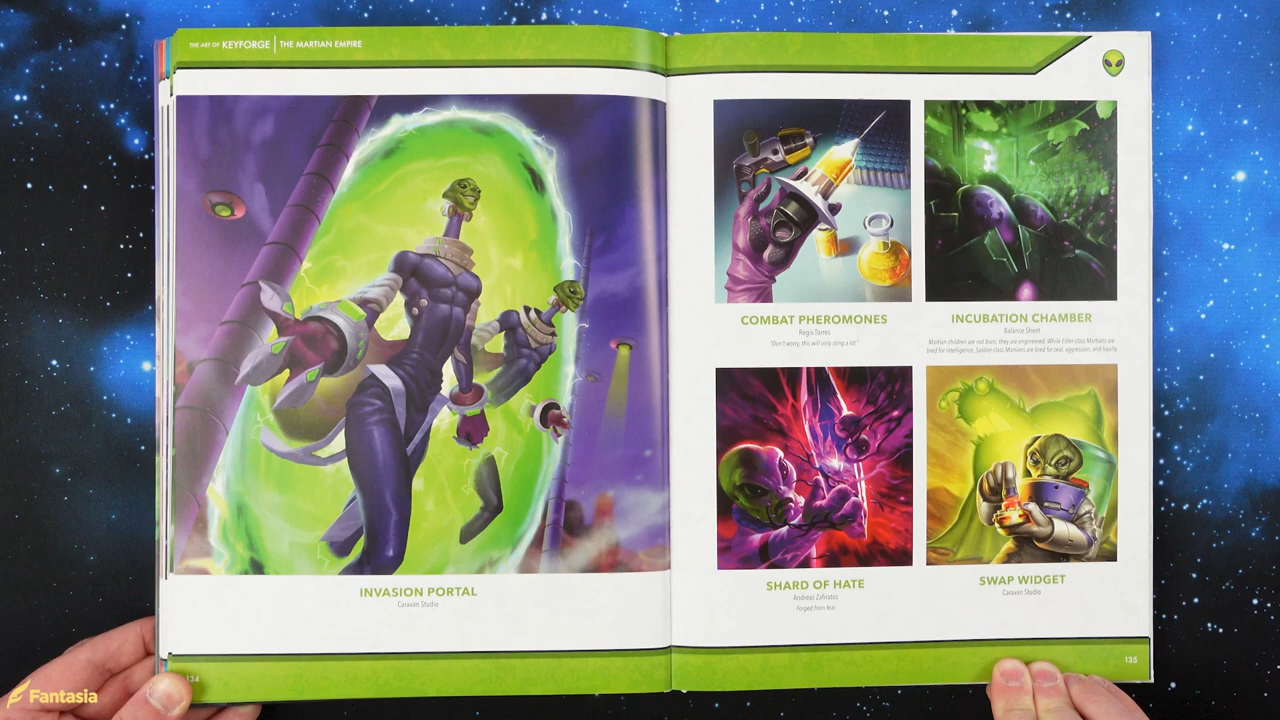 THE ART OF KEYFORGE | THE MARTIAN EMPIRE
INVASION PORTAL
Caravan Studio
134
COMBAT PHEROMONES
Regis Torres
"Don't worry, this will only sting a lot."
INCUBATION CHAMBER
Balance Sheet
Martian children are not born, they are engineered. While Elder-class Martians are
bred for intelligence, Soldier-class Martians are bred for zeal, aggression, and loyalty.
SHARD OF HATE
Andreas Zafiratos
Forged from fear.
SWAP WIDGET
Caravan Studio
135
Fantasia